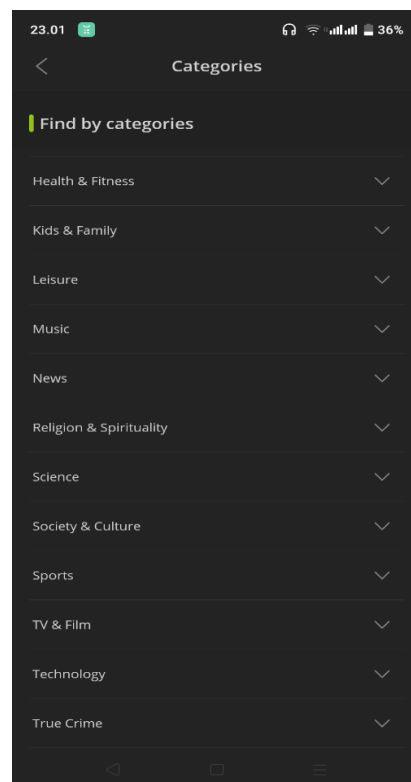 23.01
36%
Categories
Find by categories
Health & Fitness
Kids & Family
Leisure
Music
News
Religion & Spirituality
Science
Society & Culture
Sports
TV & Film
Technology
True Crime